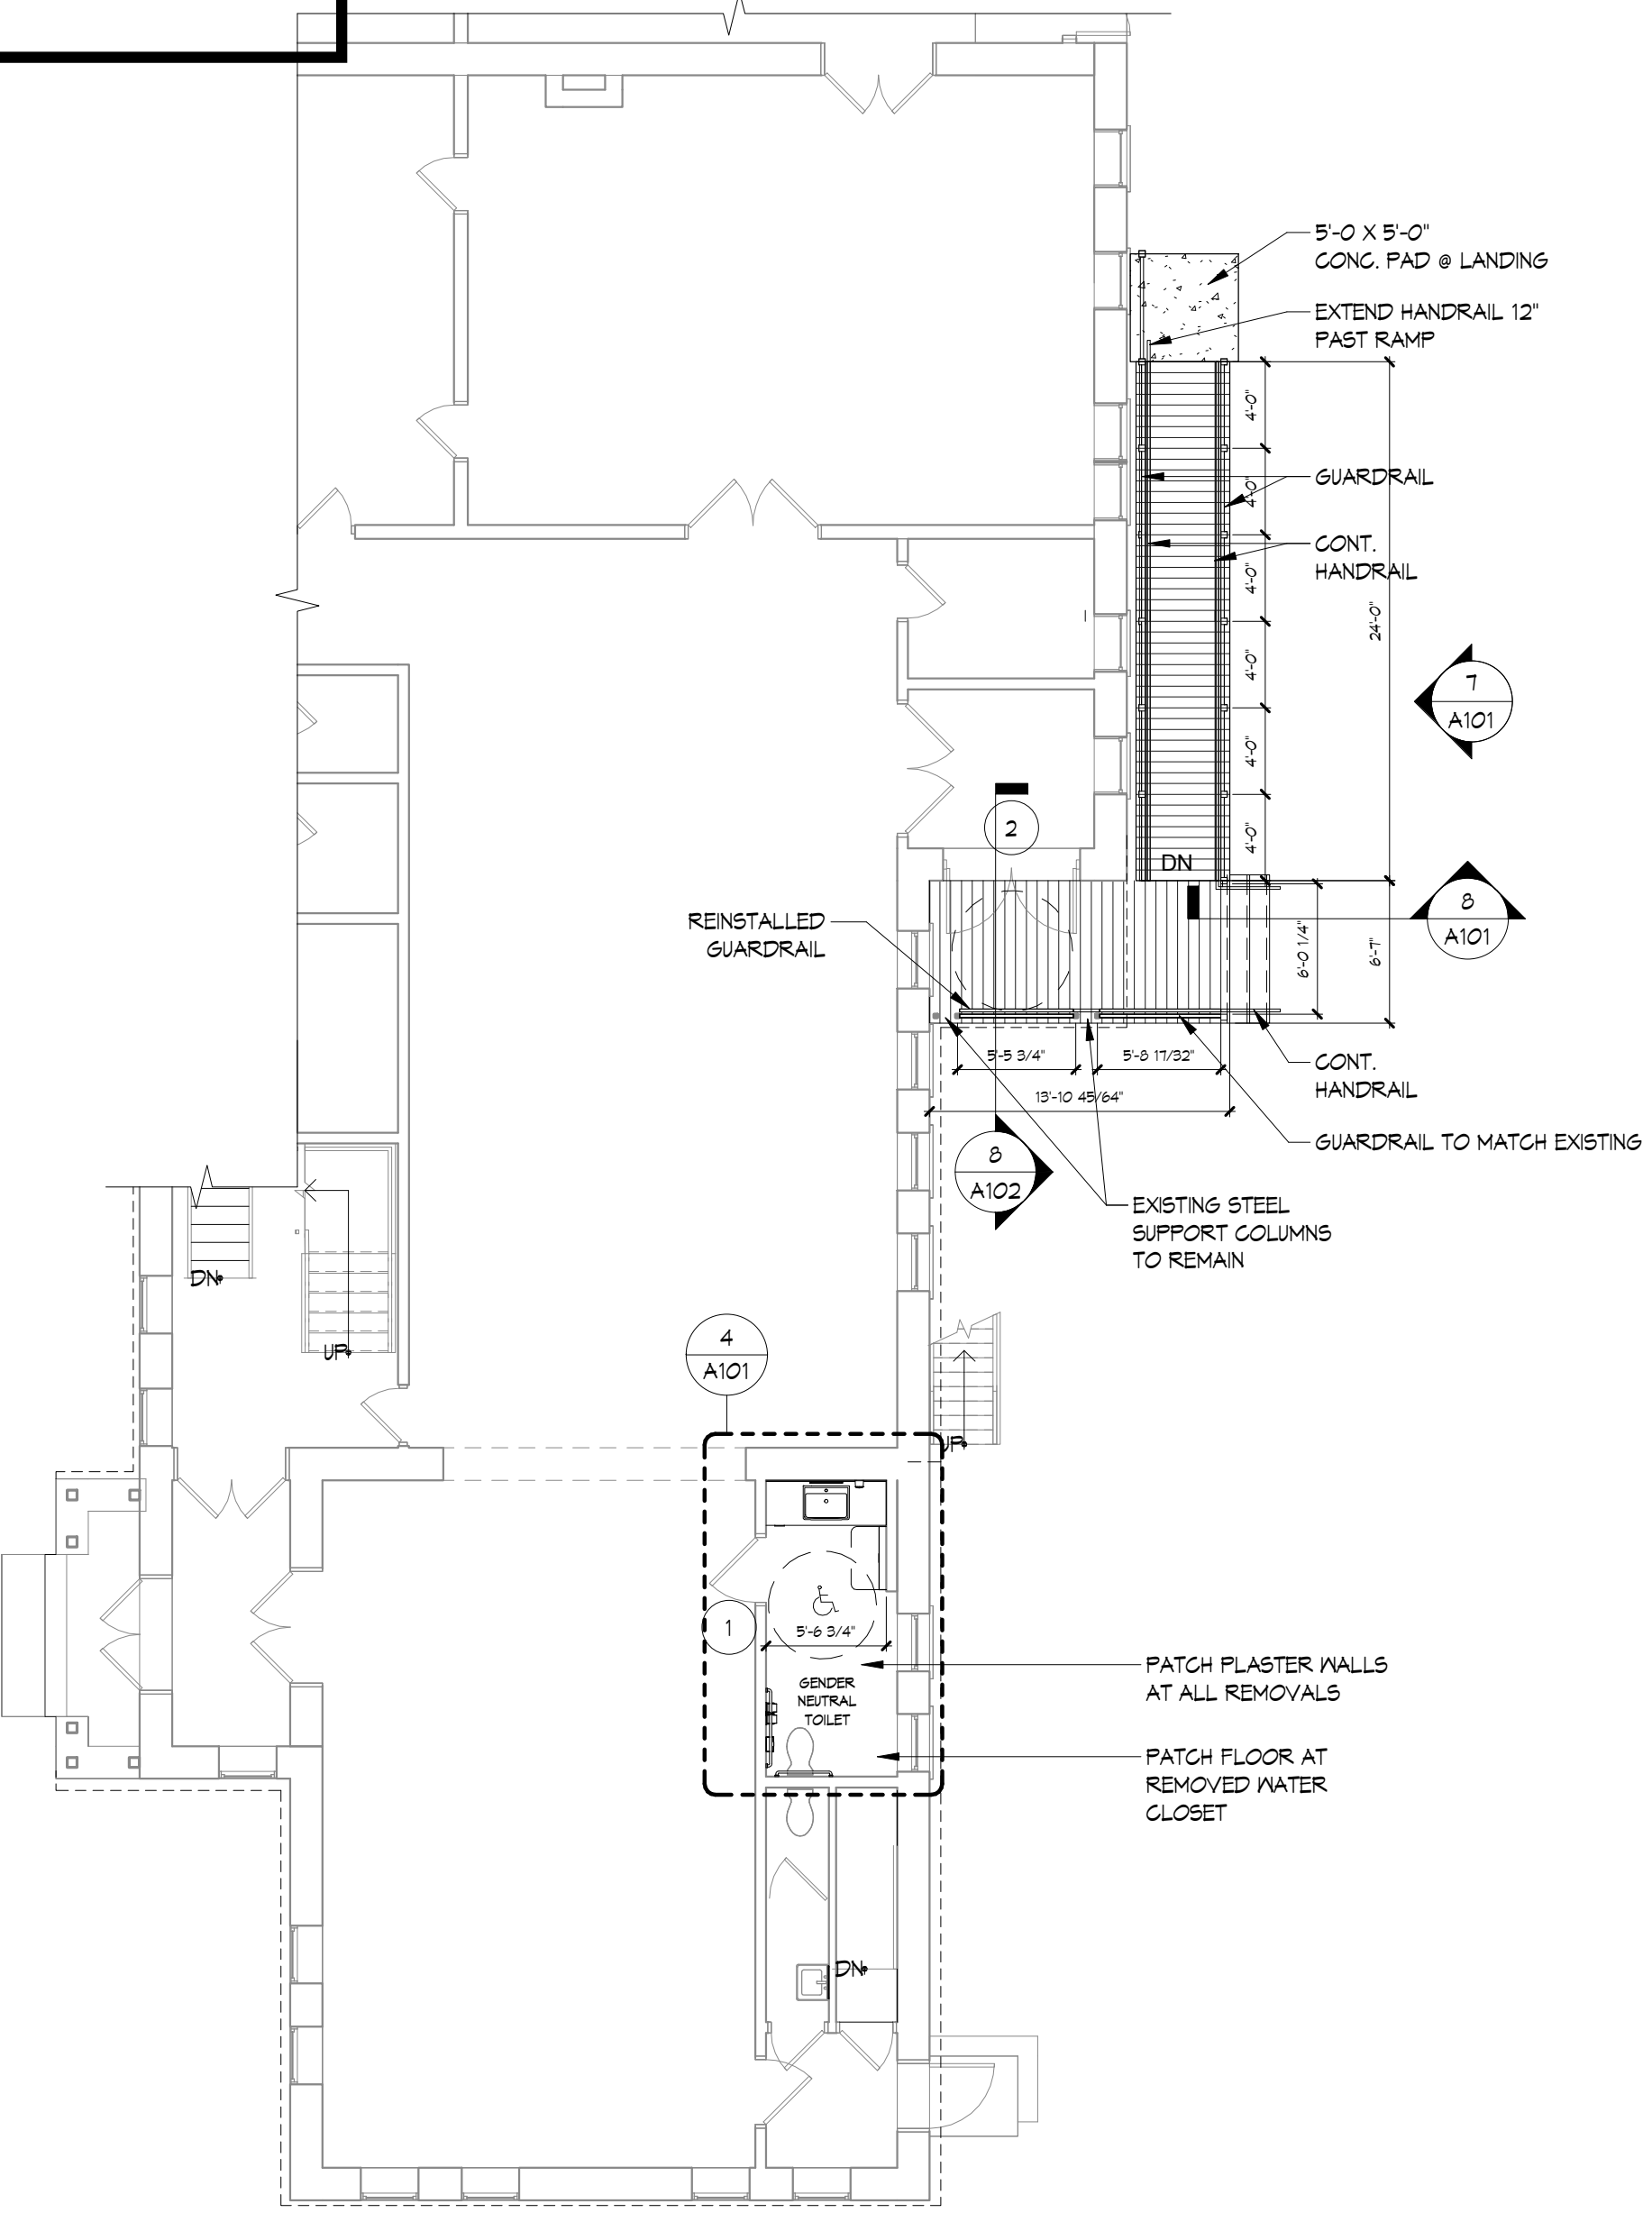 5'-0 X 5'-0"
CONC. PAD @ LANDING
EXTEND HANDRAIL 12"
PAST RAMP
4'-0"
GUARDRAIL
4'-0"
CONT.
HANDRAIL
4'-0"
24'-0"
4'-0"
7
A101
4'-0"
2
4'-0"
DN
8
A101
REINSTALLED
GUARDRAIL
6'-0 1/4"
6'-7"
5'-5 3/4"
5'-8 17/32"
CONT.
HANDRAIL
13'-10 45/64"
GUARDRAIL TO MATCH EXISTING
8
A102
EXISTING STEEL
SUPPORT COLUMNS
TO REMAIN
DN
UP
4
A101
UP
1
5'-6 3/4"
GENDER
NEUTRAL
TOILET
PATCH PLASTER WALLS
AT ALL REMOVALS
PATCH FLOOR AT
REMOVED WATER
CLOSET
DN